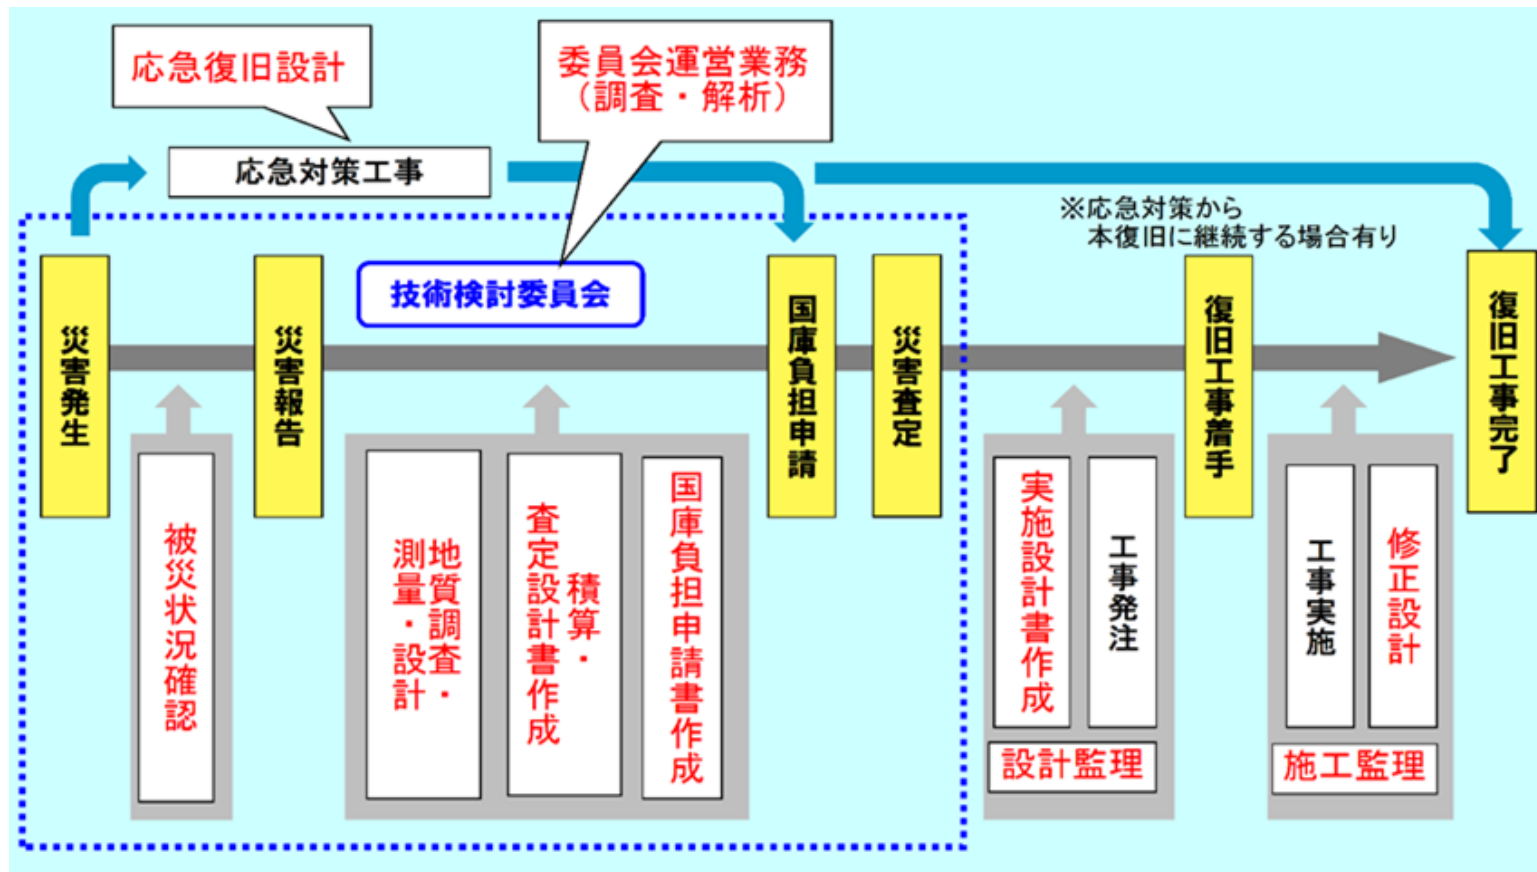 応急復旧設計
委員会運営業務
（調査・解析）
応急対策工事
※応急対策から
本復旧に継続する場合有り
技術検討委員会
災害発生
災害報告
国庫負担申請
災害査定
復旧工事着手
復旧工事完了
被災状況確認
地質調査・
測量・設計
積算・
査定設計書作成
国庫負担申請書作成
実施設計書作成
工事発注
設計監理
工事実施
修正設計
施工監理